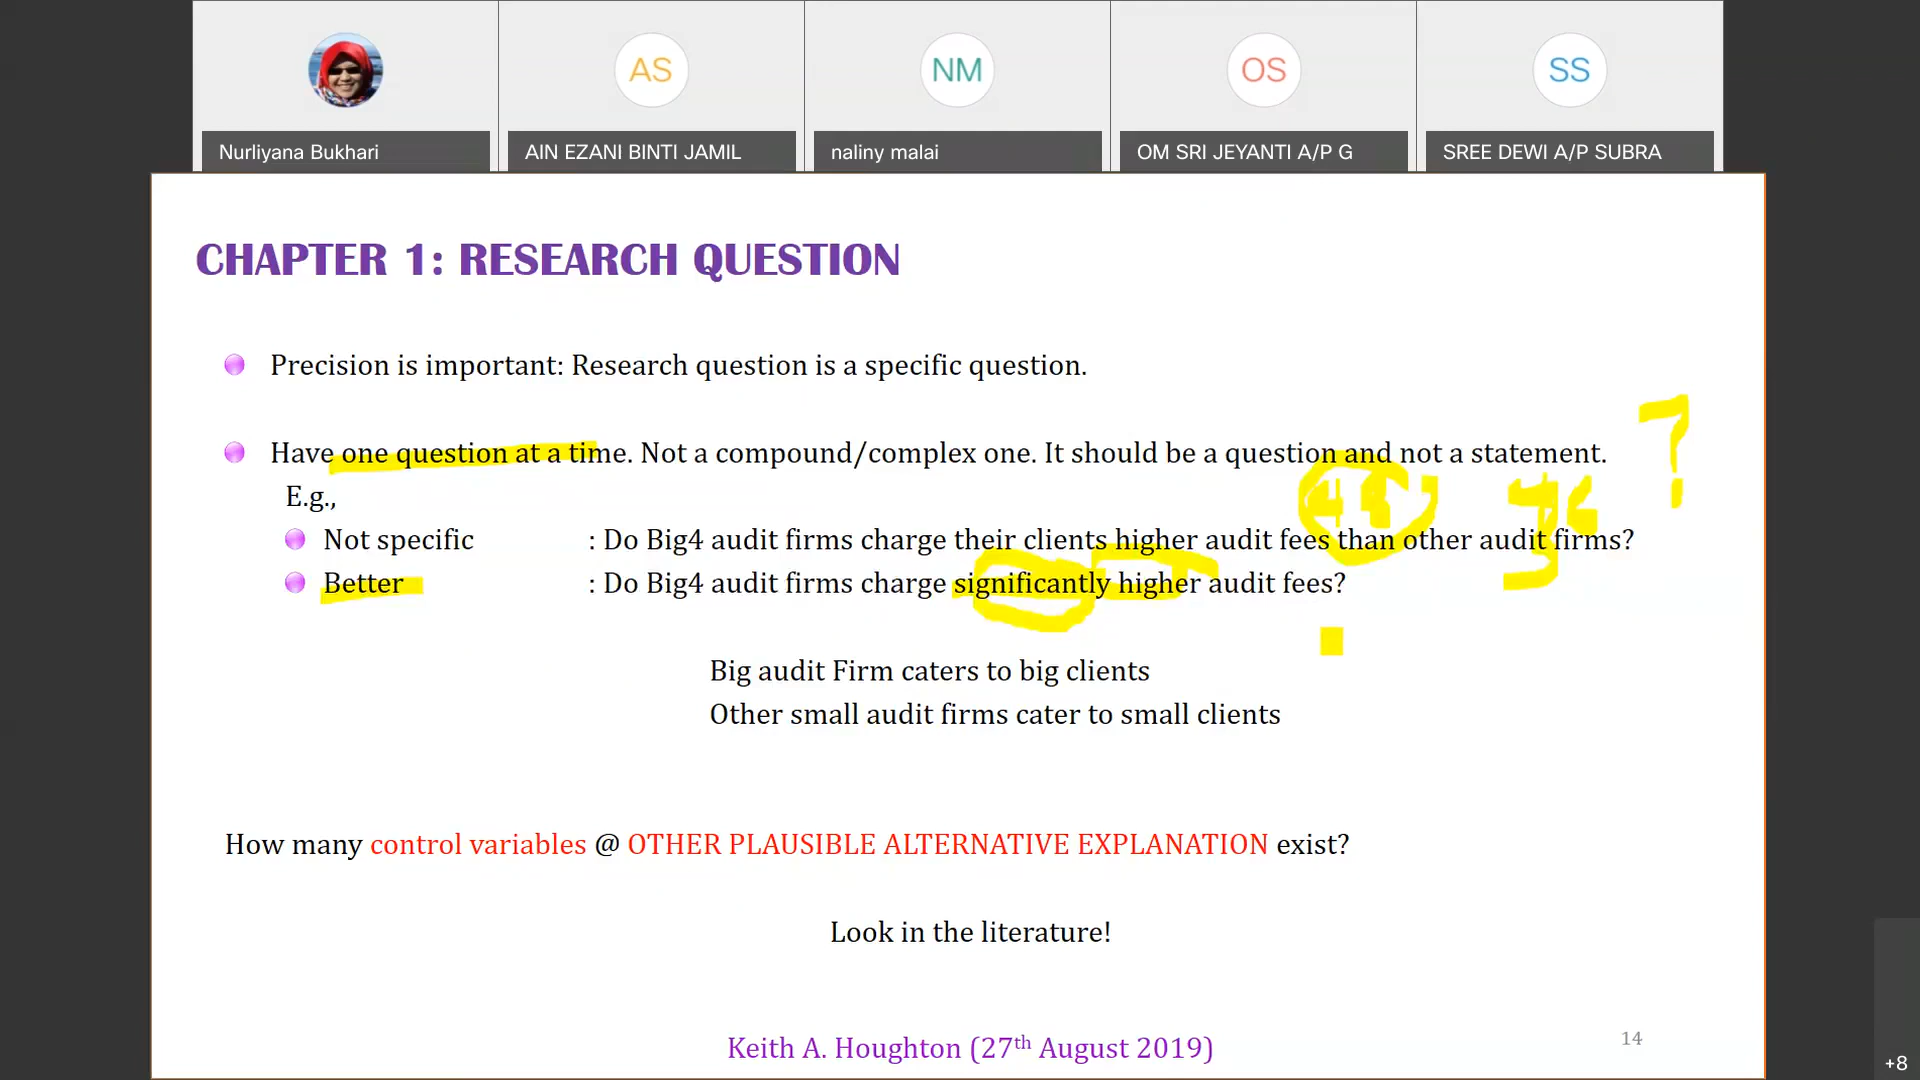 AS
NM
OS
SS
Nurliyana Bukhari
AIN EZANI BINTI JAMIL
naliny malai
OM SRI JEYANTI A/P G
SREE DEWI A/P SUBRA
CHAPTER 1: RESEARCH QUESTION
Precision is important: Research question is a specific question.
?
Have one question at a time. Not a compound/complex one. It should be a question and not a statement.
E.g.,
Not specific : Do Big4 audit firms charge their clients higher audit fees than other audit firms?
Better : Do Big4 audit firms charge significantly higher audit fees?
Big audit Firm caters to big clients
Other small audit firms cater to small clients
How many control variables @ OTHER PLAUSIBLE ALTERNATIVE EXPLANATION exist?
Look in the literature!
Keith A. Houghton (27th August 2019)
14
+8